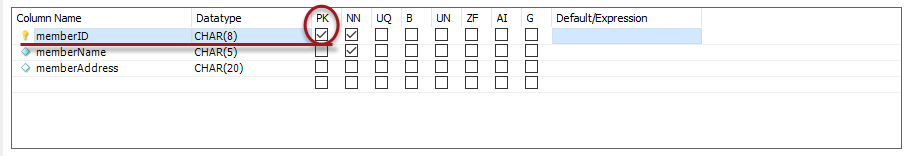 Column Name Datatype PK NN UQ B UN ZF AI G Default/Expression
memberID CHAR(8)
memberName CHAR(5)
memberAddress CHAR(20)